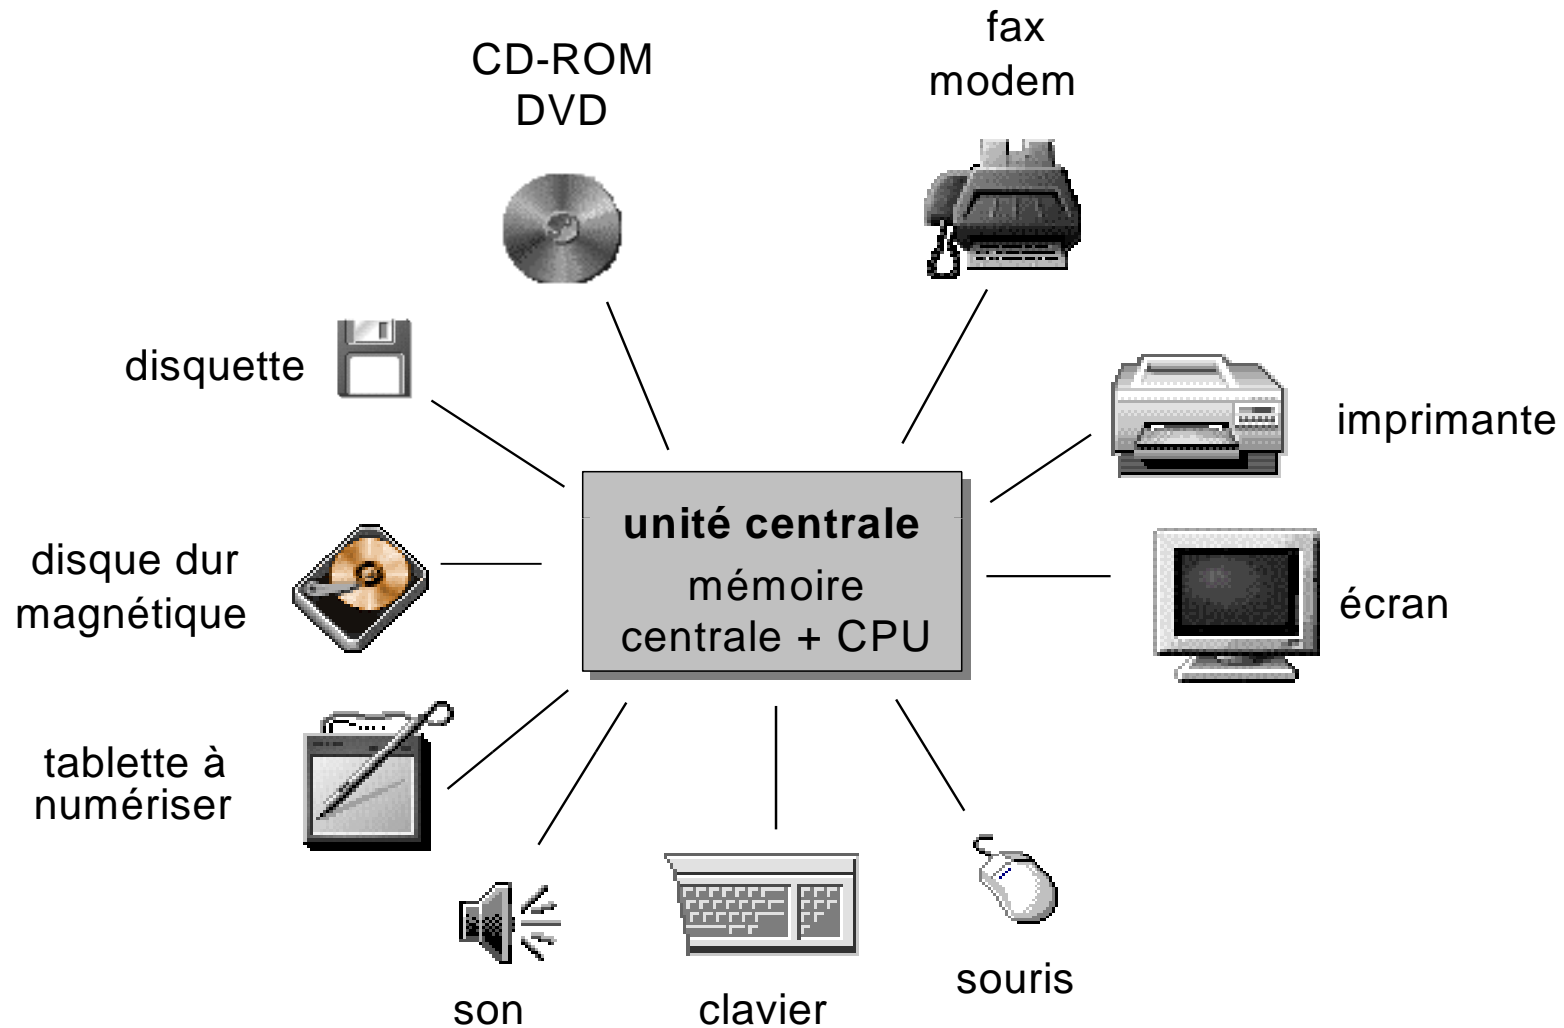 fax
modem
CD-ROM
DVD
disquette
imprimante
unité centrale
mémoire
centrale + CPU
disque dur
magnétique
écran
tablette à
numériser
son
clavier
souris